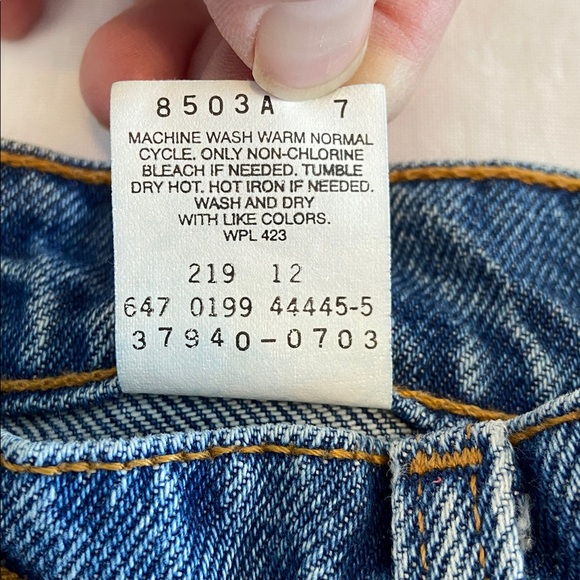 8503A 7
MACHINE WASH WARM NORMAL
CYCLE. ONLY NON-CHLORINE
BLEACH IF NEEDED. TUMBLE
DRY HOT. HOT IRON IF NEEDED.
WASH AND DRY
WITH LIKE COLORS.
WPL 423
219 12
647 0199 44445-5
37940-0703